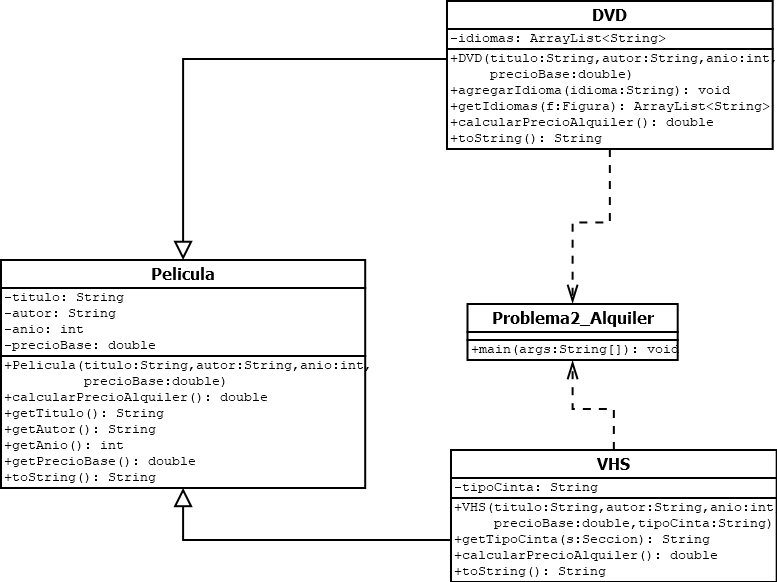 DVD
-idiomas: ArrayList<String>
+DVD(titulo:String,autor:String,anio:int,
precioBase:double)
+agregarIdioma(idioma:String): void
+getIdiomas(f:Figura): ArrayList<String>
+calcularPrecioAlquiler(): double
+toString(): String
Pelicula
-titulo: String
-autor: String
-anio: int
-precioBase: double
+Pelicula(titulo:String,autor:String,anio:int,
precioBase:double)
+calcularPrecioAlquiler(): double
+getTitulo(): String
+getAutor(): String
+getAnio(): int
+getPrecioBase(): double
+toString(): String
Problema2_Alquiler
+main(args:String[]): void
VHS
-tipoCinta: String
+VHS(titulo:String,autor:String,anio:int
precioBase:double,tipoCinta:String)
+getTipoCinta(s:Seccion): String
+calcularPrecioAlquiler(): double
+toString(): String